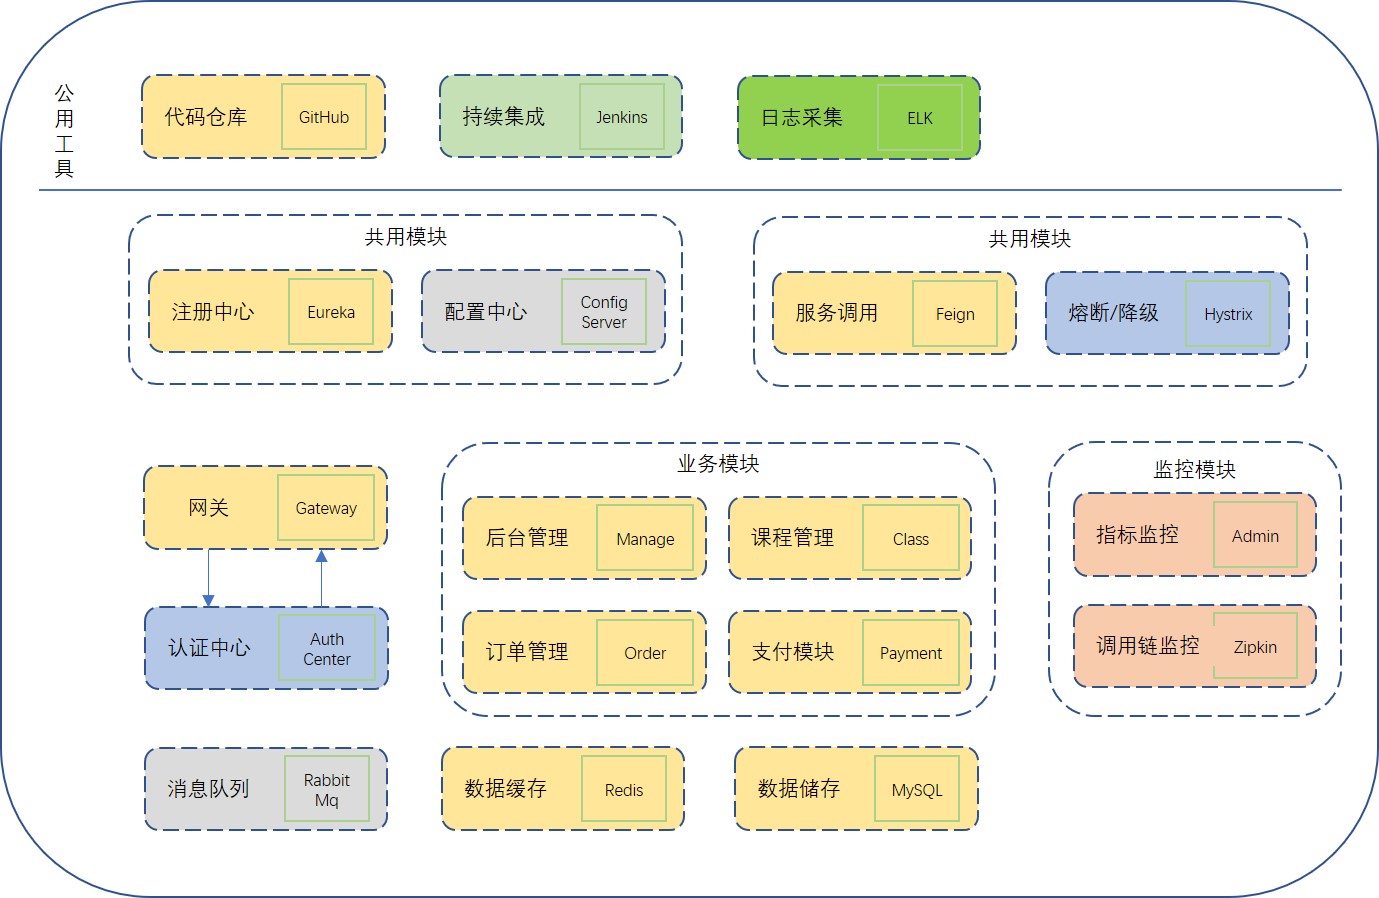 公用工具
代码仓库
GitHub
持续集成
Jenkins
日志采集
ELK
共用模块
注册中心
Eureka
配置中心
Config
Server
共用模块
服务调用
Feign
熔断/降级
Hystrix
网关
Gateway
认证中心
Auth
Center
业务模块
后台管理
Manage
课程管理
Class
订单管理
Order
支付模块
Payment
监控模块
指标监控
Admin
调用链监控
Zipkin
消息队列
Rabbit
Mq
数据缓存
Redis
数据储存
MySQL